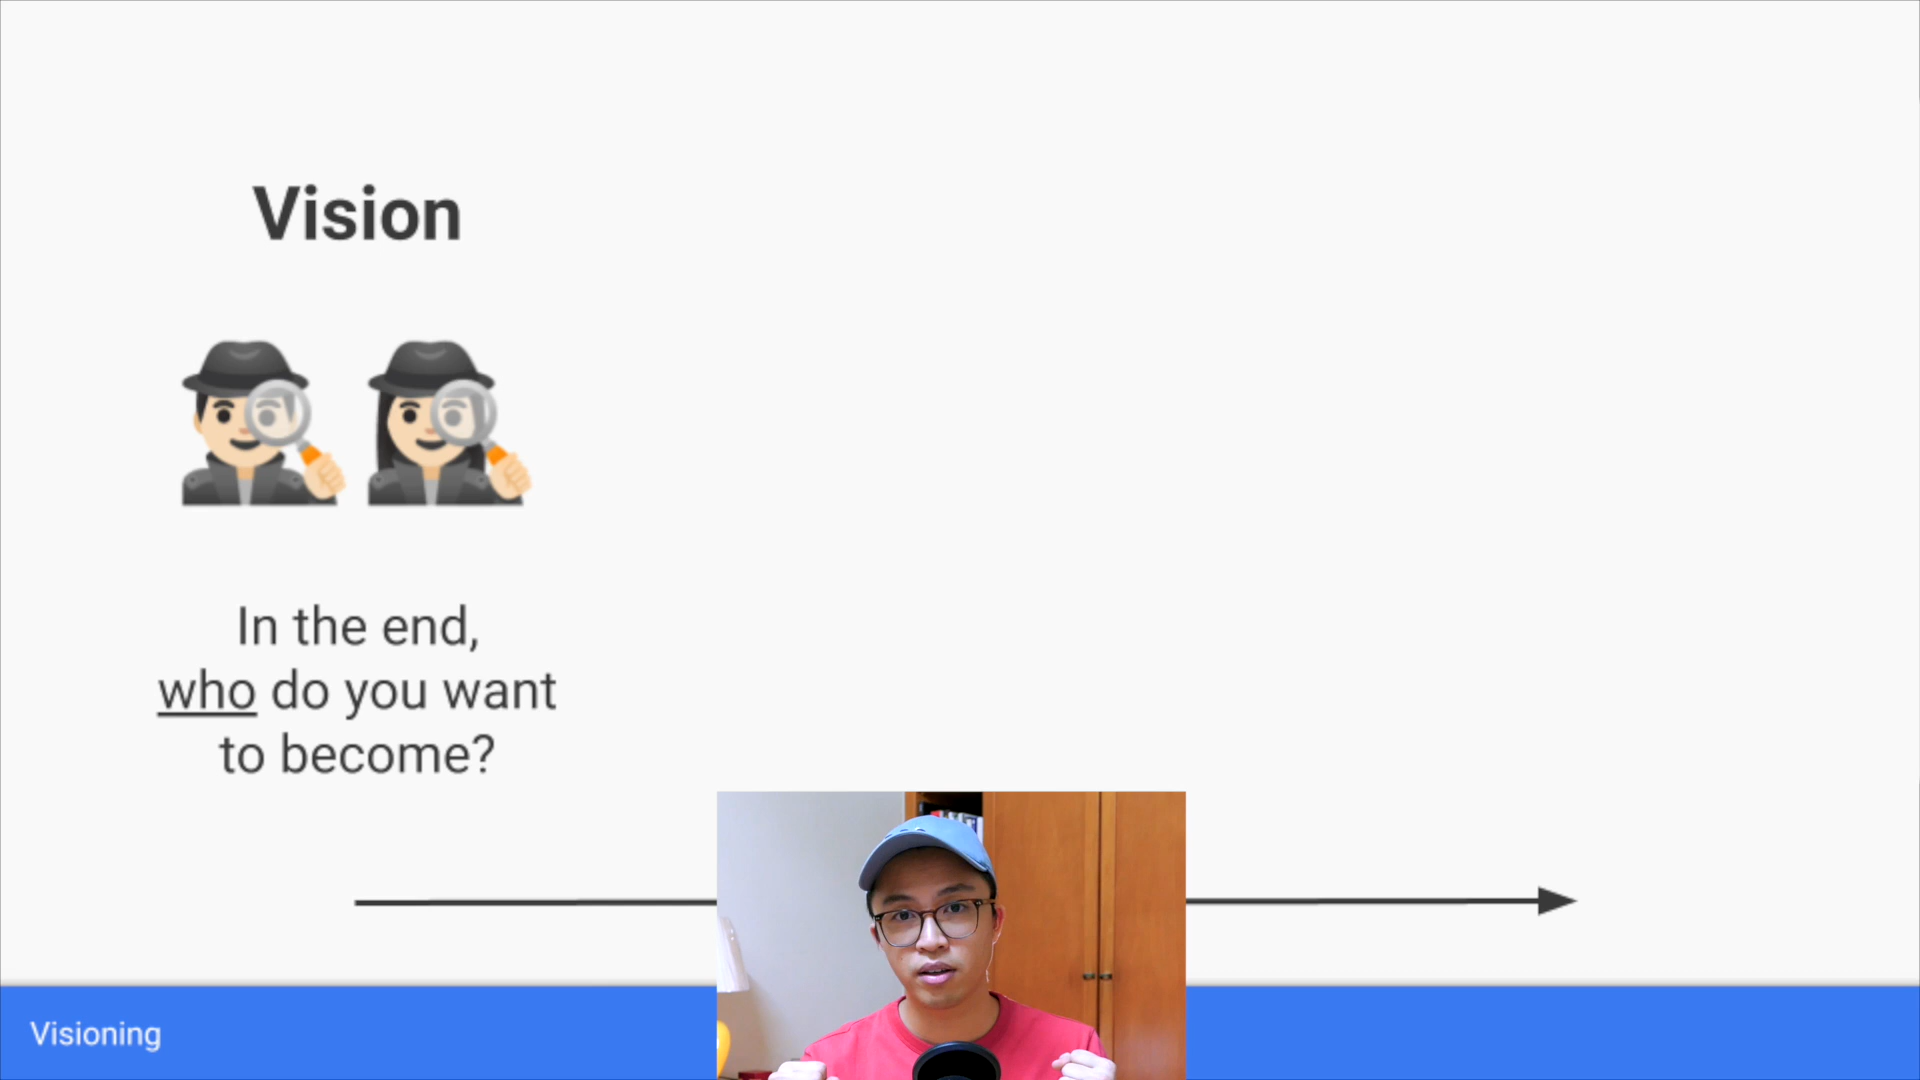 Vision
In the end,
who do you want
to become?
Visioning